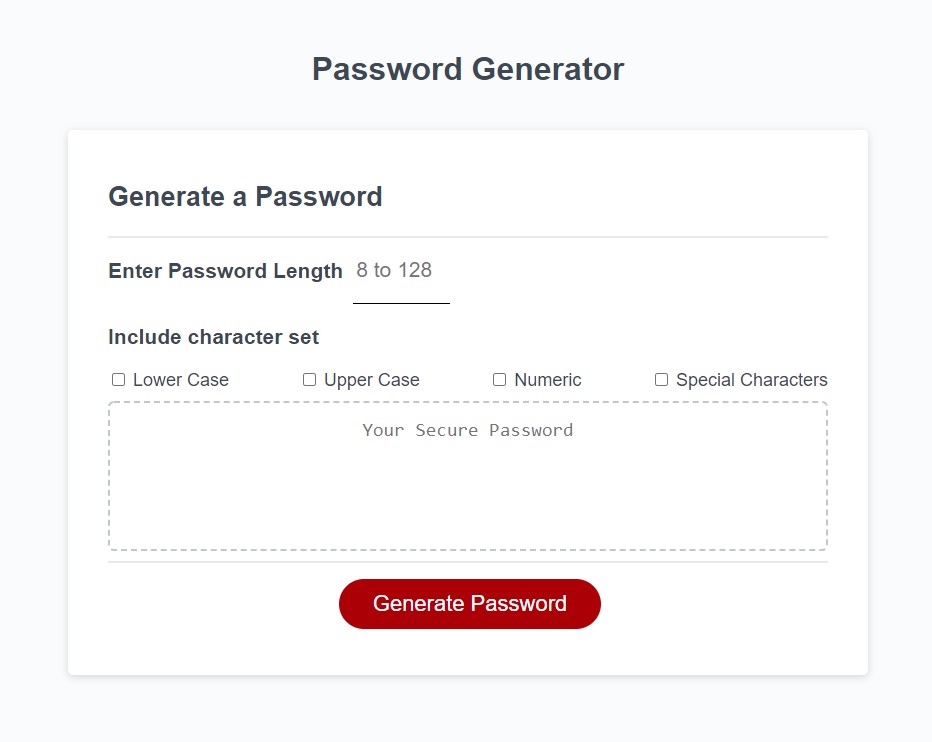 Password Generator
Generate a Password
Enter Password Length 8 to 128
Include character set
Lower Case Upper Case Numeric Special Characters
Your Secure Password
Generate Password